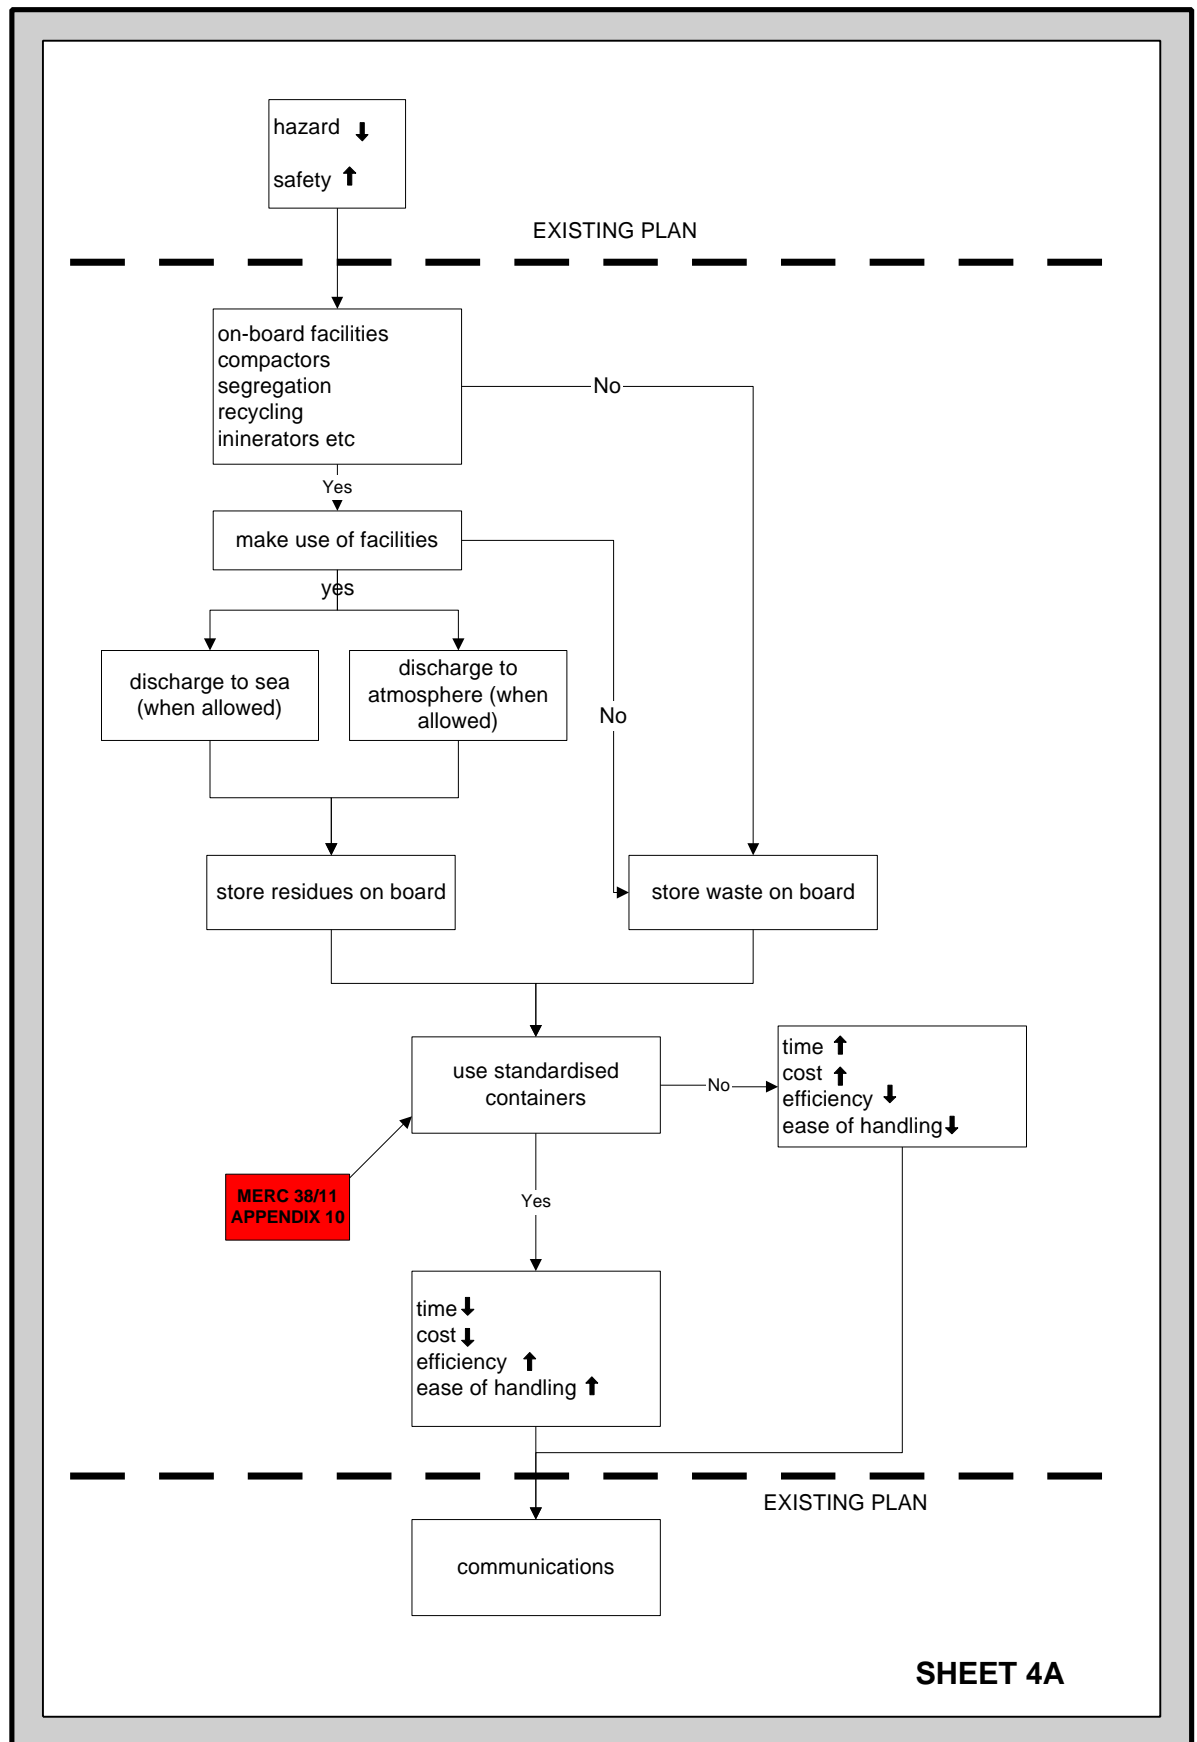 hazard
safety
EXISTING PLAN
on-board facilities
compactors
segregation
recycling
ininerators etc
No
Yes
make use of facilities
yes
discharge to sea
(when allowed)
discharge to
atmosphere (when
allowed)
No
store residues on board
store waste on board
use standardised
containers
No
time
cost
efficiency
ease of handling
MERC 38/11
APPENDIX 10
Yes
time
cost
efficiency
ease of handling
EXISTING PLAN
communications
SHEET 4A